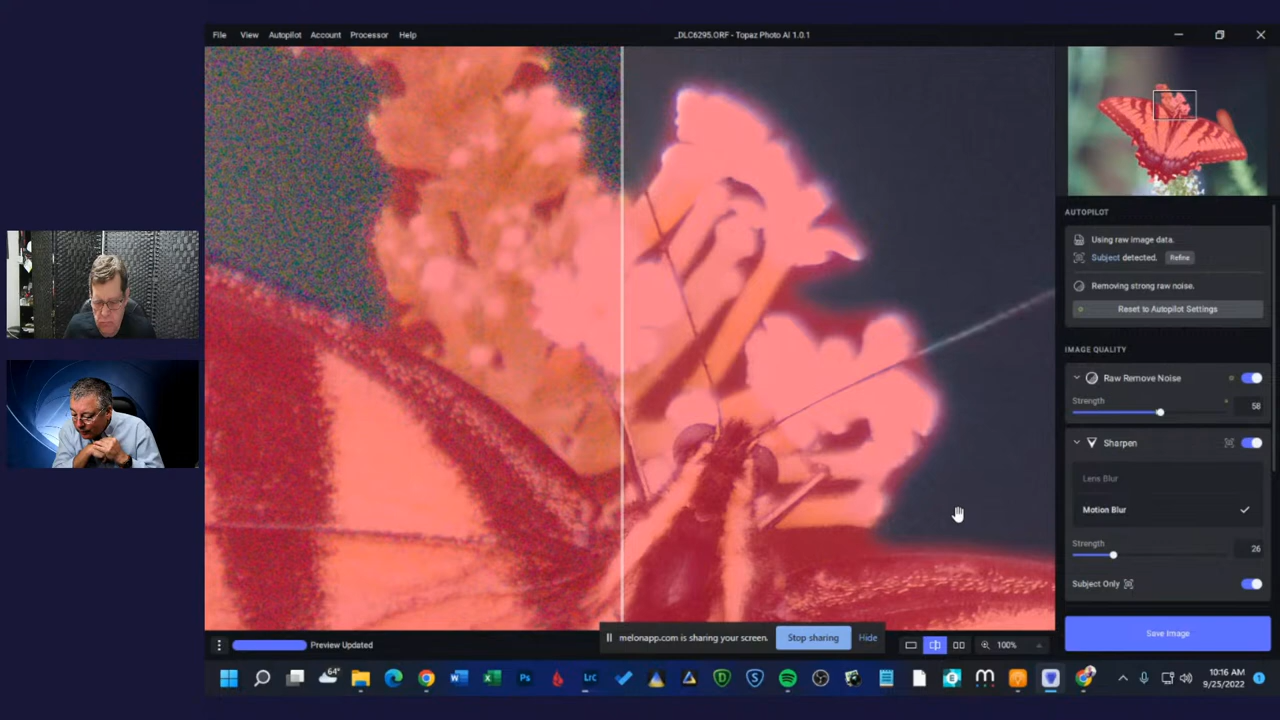 File View Autopilot Account Processor Help
_DLC6295.ORF - Topaz Photo AI 1.0.1
AUTOPILOT
Using raw image data.
Subject detected. Refine
Removing strong raw noise.
Reset to Autopilot Settings
IMAGE QUALITY
Raw Remove Noise
Strength
58
Sharpen
Lens Blur
Motion Blur
Strength
26
Subject Only
Save Image
Preview Updated
melonapp.com is sharing your screen. Stop sharing Hide
100%
64°
Ps
LrC
10:16 AM
9/25/2022